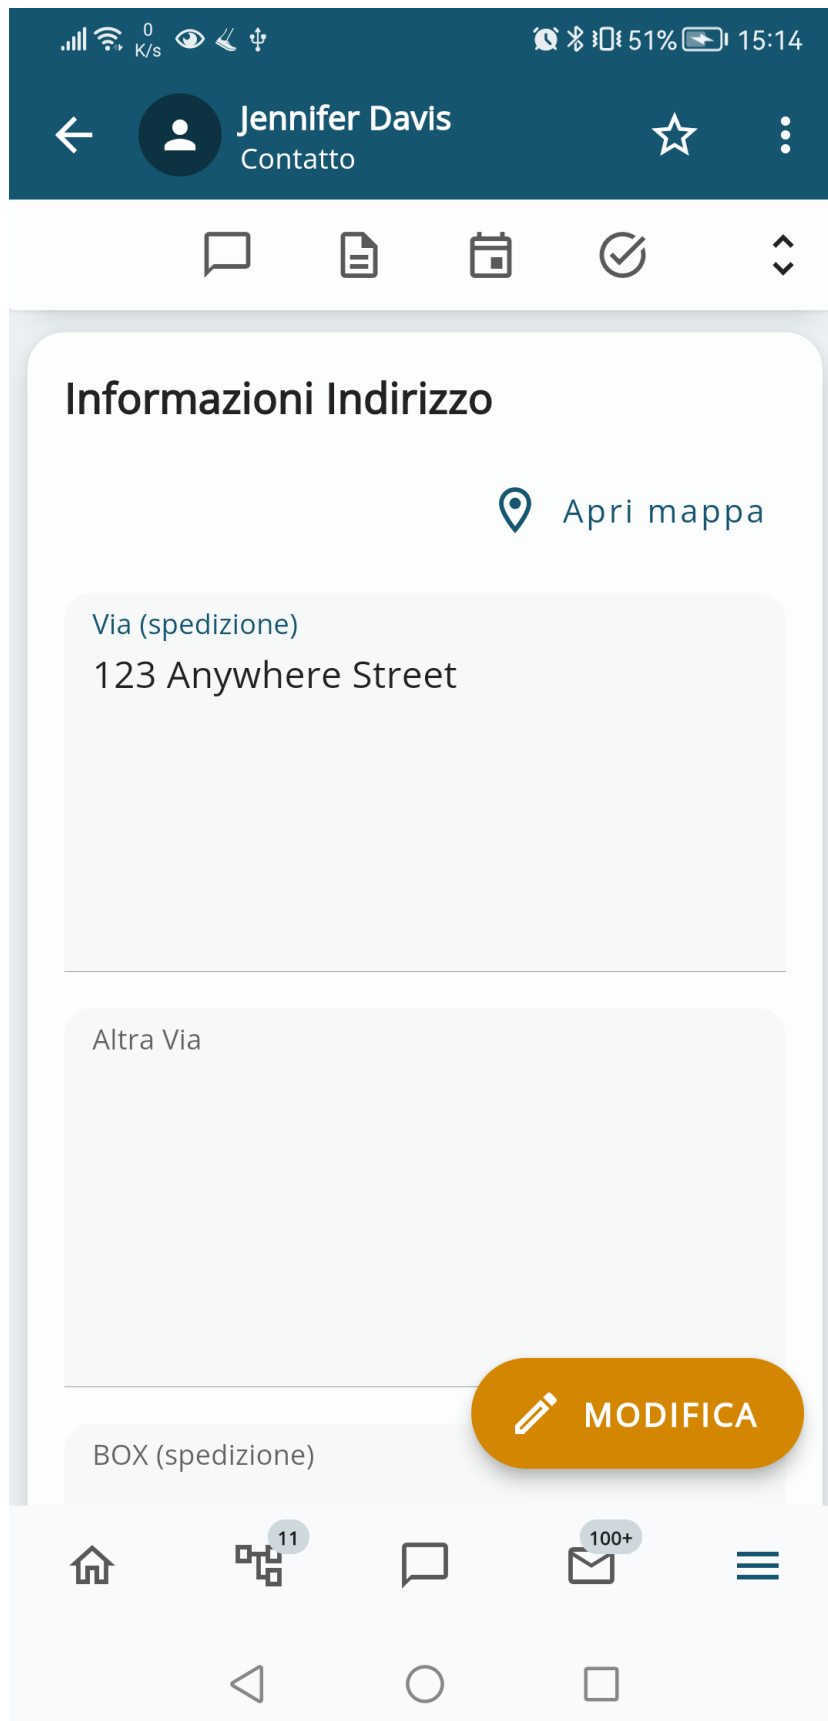 0
K/s
51%
15:14
Jennifer Davis
Contatto
Informazioni Indirizzo
Apri mappa
Via (spedizione)
123 Anywhere Street
Altra Via
MODIFICA
BOX (spedizione)
11
100+